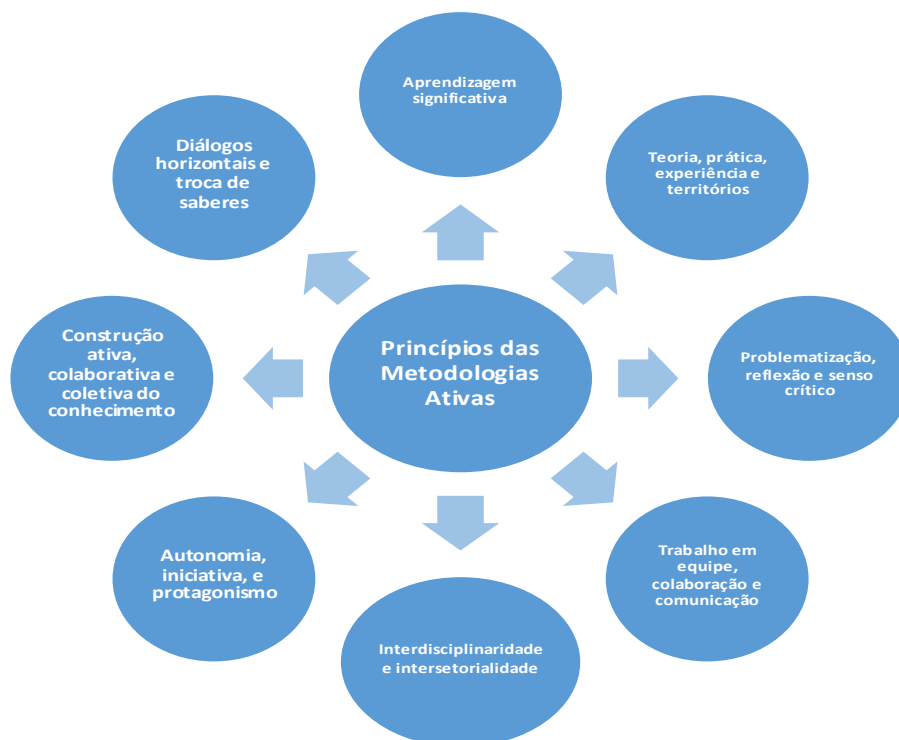 Aprendizagem
significativa
Diálogos
horizontais e
troca de
saberes
Teoria, prática,
experiência e
territórios
Construção
ativa,
colaborativa e
coletiva do
conhecimento
Princípios das
Metodologias
Ativas
Problematização,
reflexão e senso
crítico
Autonomia,
iniciativa, e
protagonismo
Trabalho em
equipe,
colaboração e
comunicação
Interdisciplinaridade
e intersetorialidade